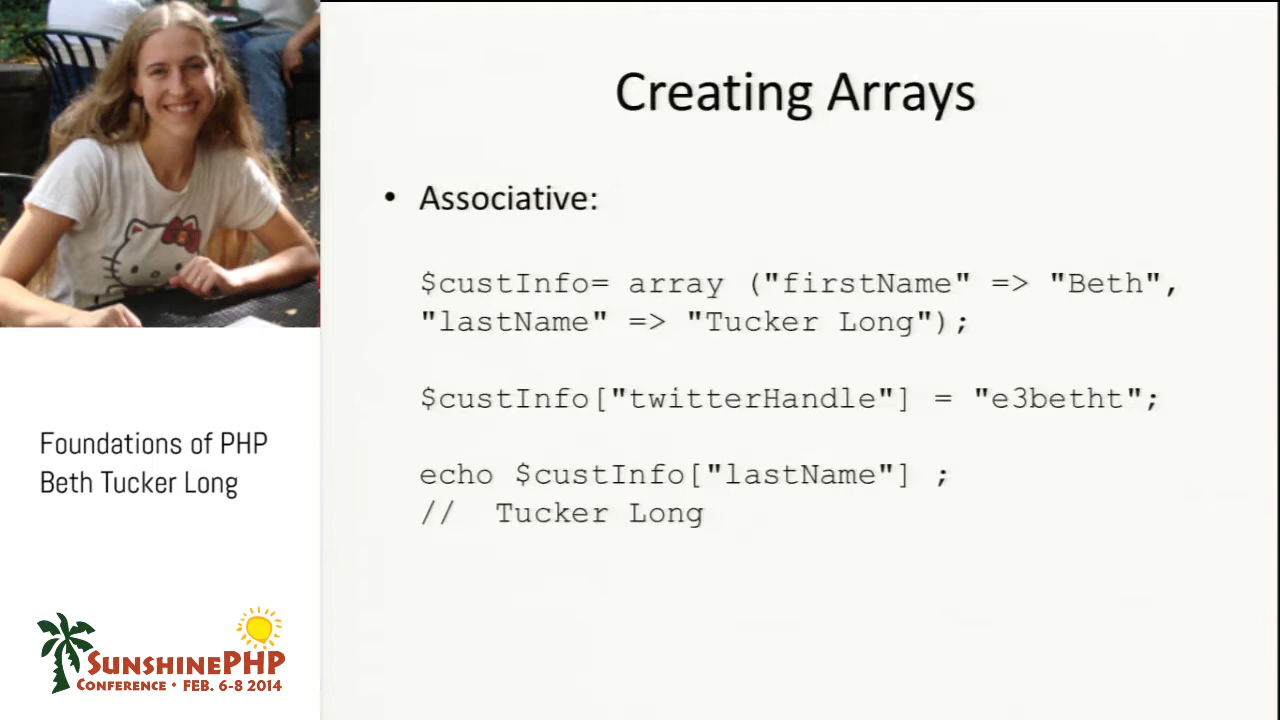 Creating Arrays
• Associative:
$custInfo= array ("firstName" => "Beth",
"lastName" => "Tucker Long");
$custInfo["twitterHandle"] = "e3betht";
echo $custInfo["lastName"] ;
//  Tucker Long
Foundations of PHP
Beth Tucker Long
SUNSHINEPHP
CONFERENCE • FEB. 6-8 2014